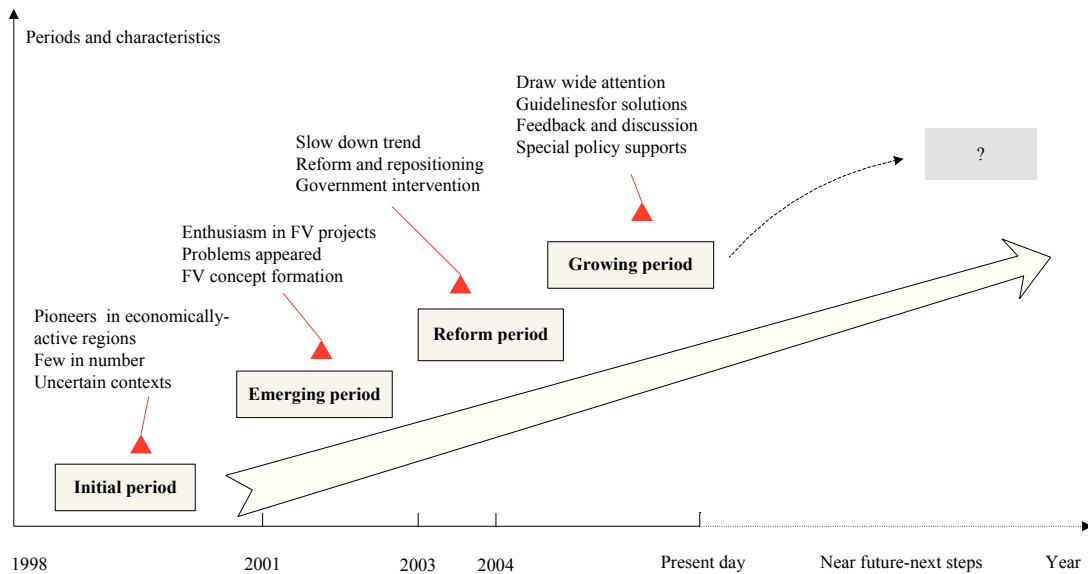 Periods and characteristics
Draw wide attention
Guidelinesfor solutions
Feedback and discussion
Special policy supports
?
Slow down trend
Reform and repositioning
Government intervention
Enthusiasm in FV projects
Problems appeared
FV concept formation
Growing period
Pioneers in economically-
active regions
Few in number
Uncertain contexts
Reform period
Emerging period
Initial period
1998
2001
2003
2004
Present day
Near future-next steps
Year